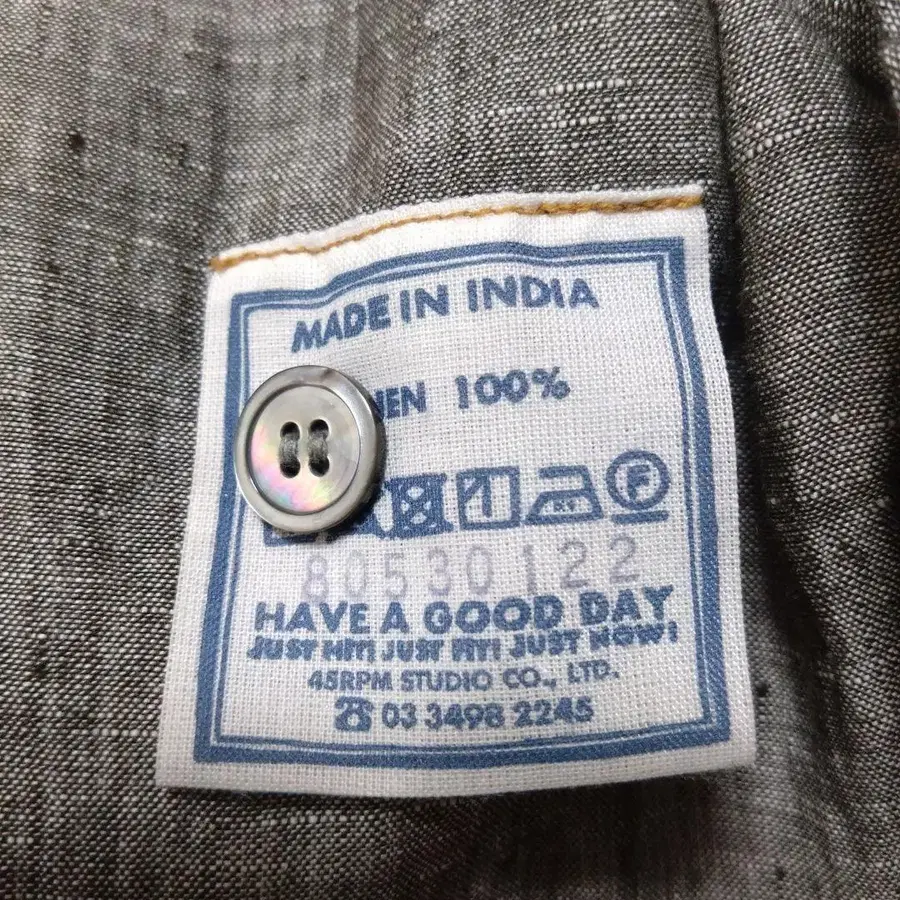 MADE IN INDIA
100%
F
80530122
HAVE A GOOD DAY
JUST HIT! JUST FIT! JUST NOW!
45RPM STUDIO CO., LTD.
☎ 03 3498 2245